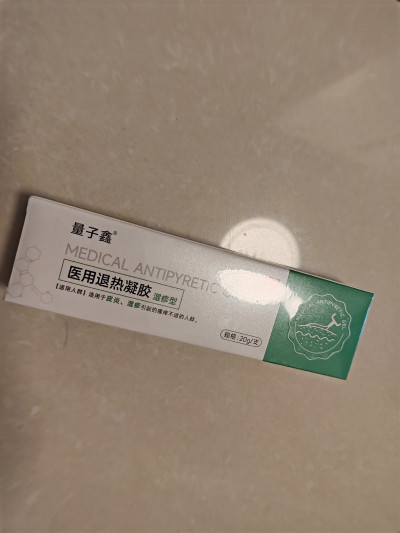 量子鑫®
MEDICAL ANTIPYRETIC
医用退热凝胶 湿疹型
【适用人群】适用于皮炎、湿疹引起的瘙痒不适的人群。
规格：20g/支
ANTIPYRETIC GEL